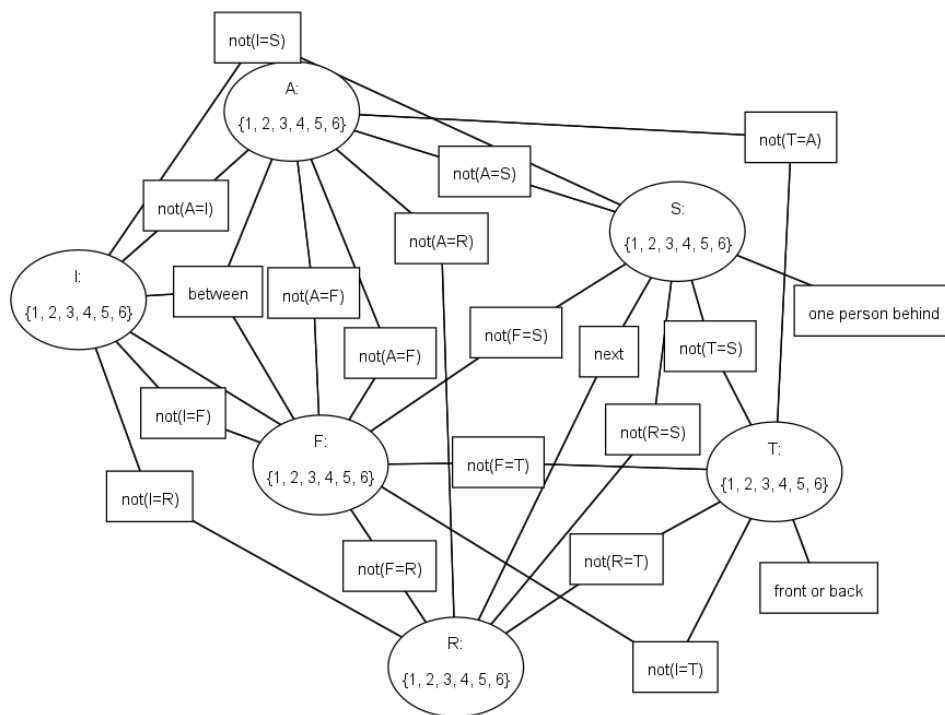 not(I=S)
A:
{1, 2, 3, 4, 5, 6}
not(T=A)
not(A=S)
not(A=I)
S:
{1, 2, 3, 4, 5, 6}
not(A=R)
I:
{1, 2, 3, 4, 5, 6}
between
not(A=F)
one person behind
not(F=S)
not(A=F)
next
not(T=S)
not(I=F)
not(R=S)
F:
{1, 2, 3, 4, 5, 6}
not(F=T)
T:
{1, 2, 3, 4, 5, 6}
not(I=R)
not(F=R)
not(R=T)
front or back
R:
{1, 2, 3, 4, 5, 6}
not(I=T)